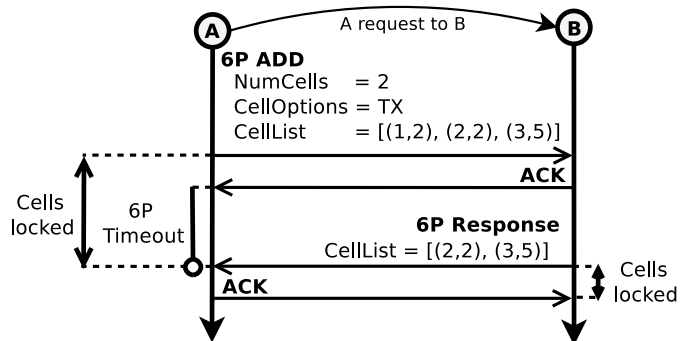 A
A request to B
B
6P ADD
NumCells = 2
CellOptions = TX
CellList = [(1,2), (2,2), (3,5)]
ACK
Cells
locked
6P
Timeout
6P Response
CellList = [(2,2), (3,5)]
Cells
locked
ACK